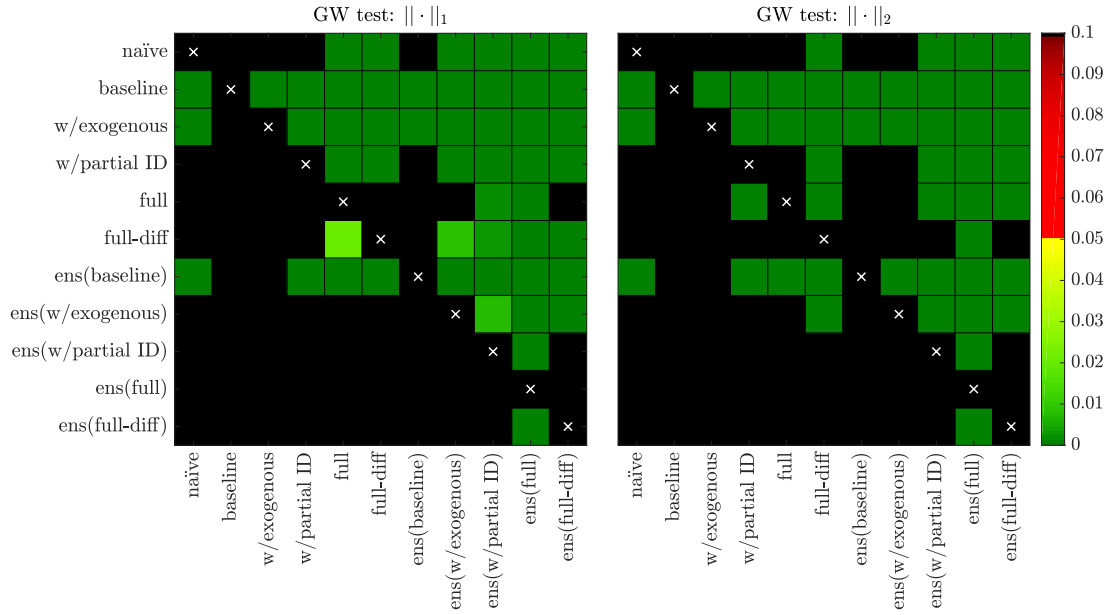 GW test: || · ||₁
GW test: || · ||₂
naïve
baseline
w/exogenous
w/partial ID
full
full-diff
ens(baseline)
ens(w/exogenous)
ens(w/partial ID)
ens(full)
ens(full-diff)
naïve
baseline
w/exogenous
w/partial ID
full
full-diff
ens(baseline)
ens(w/exogenous)
ens(w/partial ID)
ens(full)
ens(full-diff)
naïve
baseline
w/exogenous
w/partial ID
full
full-diff
ens(baseline)
ens(w/exogenous)
ens(w/partial ID)
ens(full)
ens(full-diff)
0.1
0.09
0.08
0.07
0.06
0.05
0.04
0.03
0.02
0.01
0